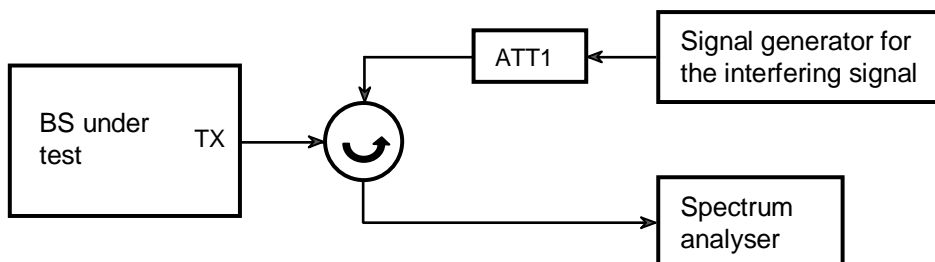 BS under
test
TX
ATT1
Signal generator for
the interfering signal
Spectrum
analyser